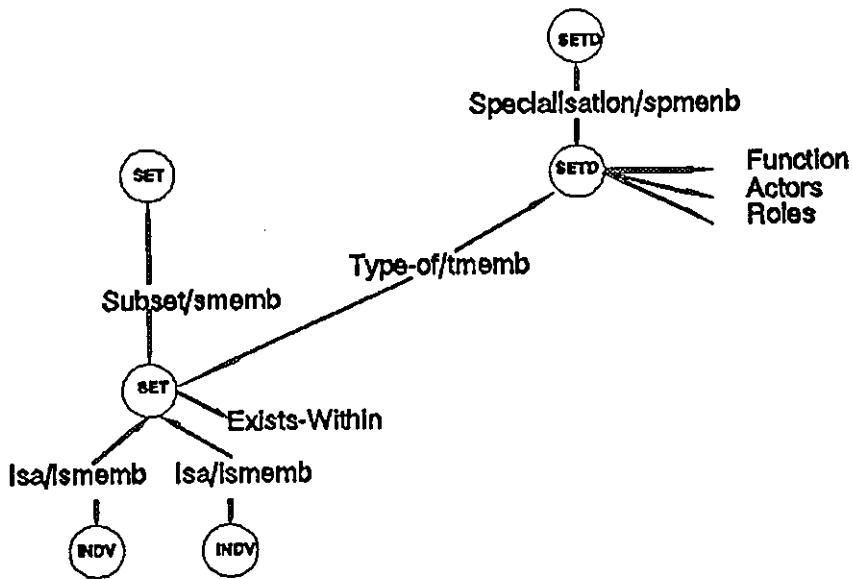 SETD
Specialisation/spmenb
SETD
Function
Actors
Roles
SET
Type-of/tmemb
Subset/smemb
SET
Exists-Within
Isa/Ismemb Isa/Ismemb
INDV INDV